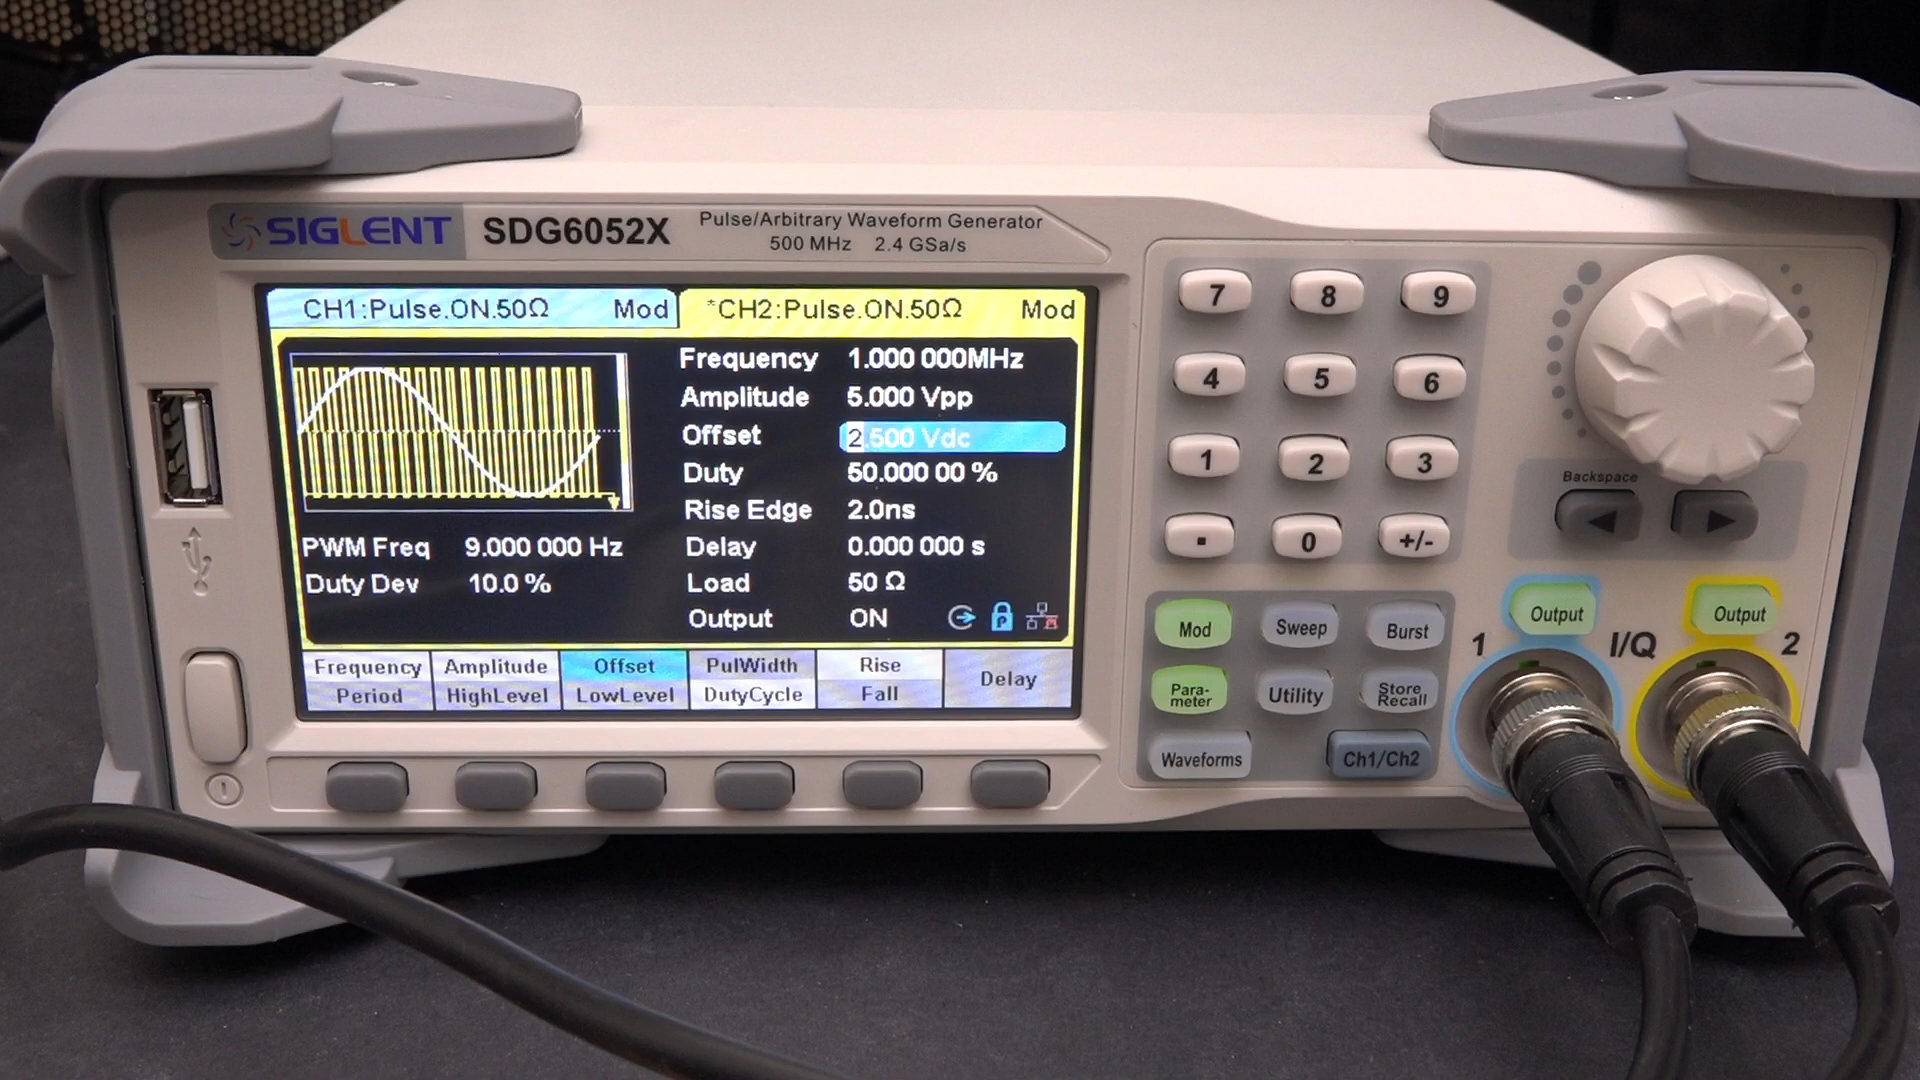 SIGLENT SDG6052X Pulse/Arbitrary Waveform Generator
500 MHz 2.4 GSa/s
CH1:Pulse.ON.50Ω Mod
*CH2:Pulse.ON.50Ω Mod
Frequency 1.000 000MHz
Amplitude 5.000 Vpp
Offset 2.500 Vdc
Duty 50.000 00 %
Rise Edge 2.0ns
Delay 0.000 000 s
Load 50 Ω
Output ON
PWM Freq 9.000 000 Hz
Duty Dev 10.0 %
P
Frequency Amplitude Offset PulWidth Rise Delay
Period HighLevel LowLevel DutyCycle Fall
7 8 9
4 5 6
1 2 3
. 0 +/-
Backspace
Mod Sweep Burst
Para-
meter
Utility
Store
Recall
Waveforms Ch1/Ch2
Output Output
1 I/Q 2